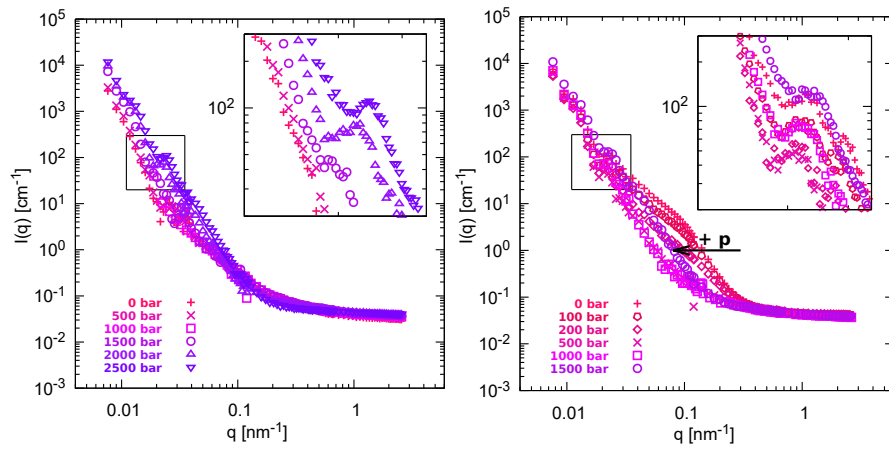 10^5
10^4
10^3
10^2
10^1
10^0
10^-1
10^-2
10^-3
I(q) [cm^-1]
10^2
0 bar
500 bar
1000 bar
1500 bar
2000 bar
2500 bar
0.01
0.1
1
q [nm^-1]
10^5
10^4
10^3
10^2
10^1
10^0
10^-1
10^-2
10^-3
I(q) [cm^-1]
10^2
+ p
0 bar
100 bar
200 bar
500 bar
1000 bar
1500 bar
0.01
0.1
1
q [nm^-1]